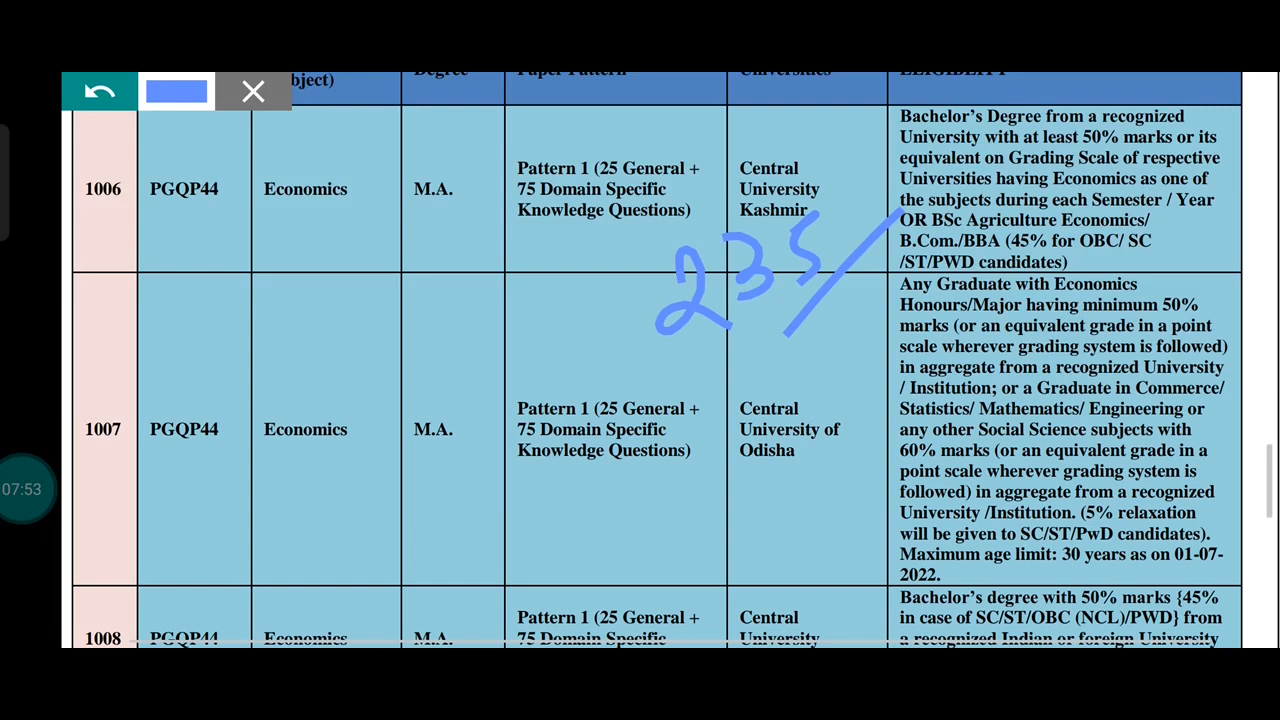 bject)
Degree
Paper Pattern
Universities
ELIGIBLITY
1006
PGQP44
Economics
M.A.
Pattern 1 (25 General +
75 Domain Specific
Knowledge Questions)
Central
University
Kashmir
Bachelor's Degree from a recognized
University with at least 50% marks or its
equivalent on Grading Scale of respective
Universities having Economics as one of
the subjects during each Semester / Year
OR BSc Agriculture Economics/
B.Com./BBA (45% for OBC/ SC
/ST/PWD candidates)
235/
1007
PGQP44
Economics
M.A.
Pattern 1 (25 General +
75 Domain Specific
Knowledge Questions)
Central
University of
Odisha
Any Graduate with Economics
Honours/Major having minimum 50%
marks (or an equivalent grade in a point
scale wherever grading system is followed)
in aggregate from a recognized University
/ Institution; or a Graduate in Commerce/
Statistics/ Mathematics/ Engineering or
any other Social Science subjects with
60% marks (or an equivalent grade in a
point scale wherever grading system is
followed) in aggregate from a recognized
University /Institution. (5% relaxation
will be given to SC/ST/PwD candidates).
Maximum age limit: 30 years as on 01-07-
2022.
07:53
1008
PGQP44
Economics
M.A.
Pattern 1 (25 General +
75 Domain Specific
Central
University
Bachelor's degree with 50% marks {45%
in case of SC/ST/OBC (NCL)/PWD} from
a recognized Indian or foreign University